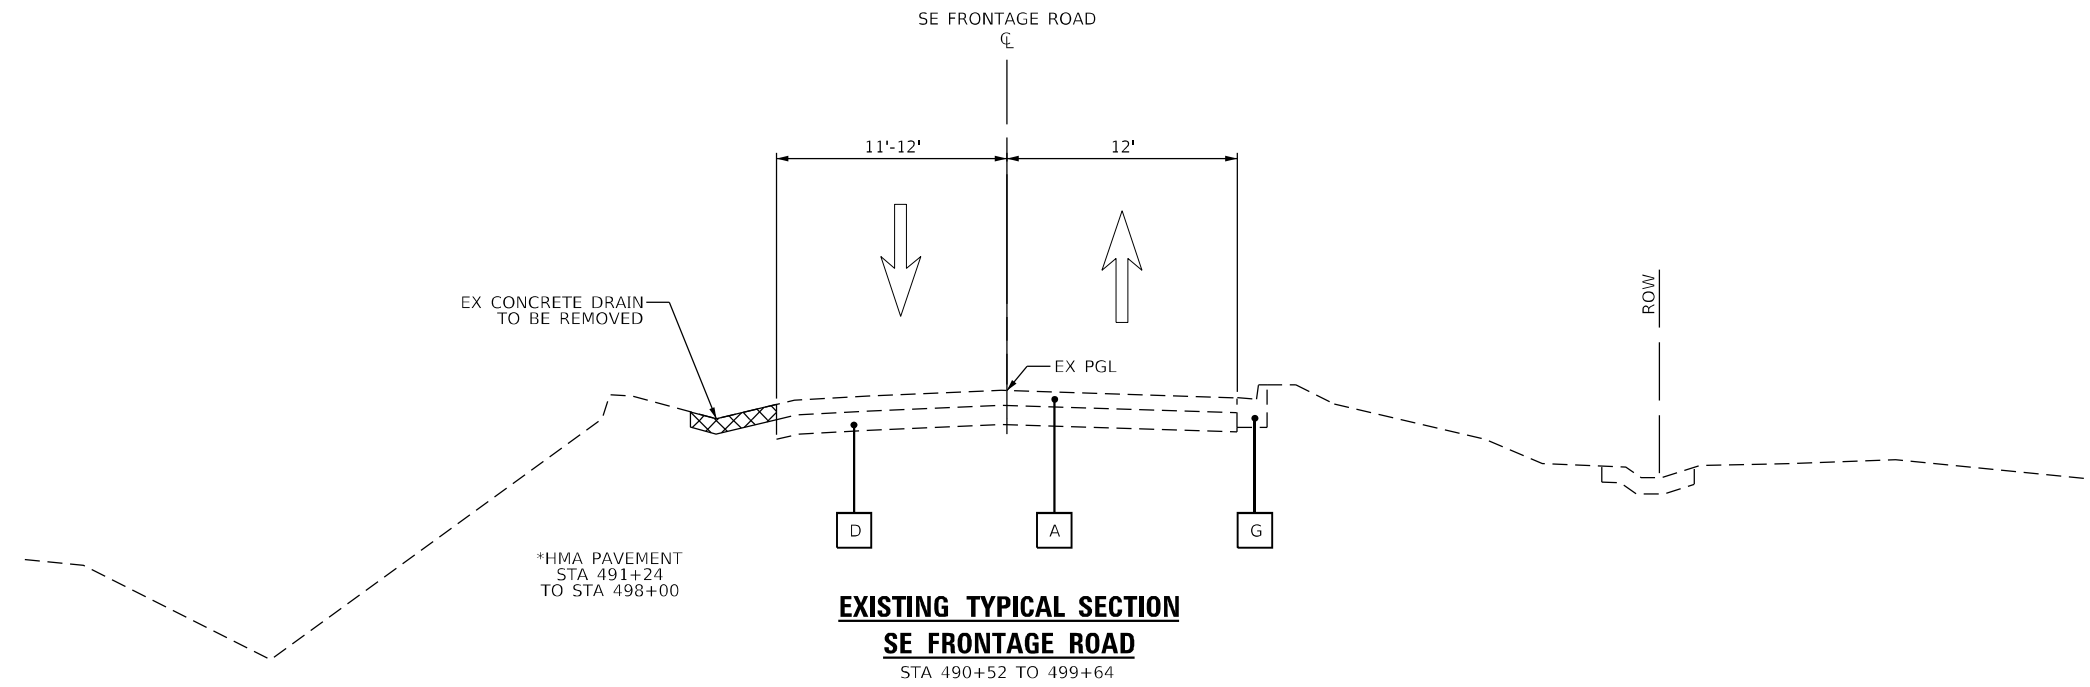 SE FRONTAGE ROAD
℄
11'-12'
12'
EX CONCRETE DRAIN
TO BE REMOVED
EX PGL
ROW
D
A
G
*HMA PAVEMENT
STA 491+24
TO STA 498+00
EXISTING TYPICAL SECTION
SE FRONTAGE ROAD
STA 490+52 TO 499+64